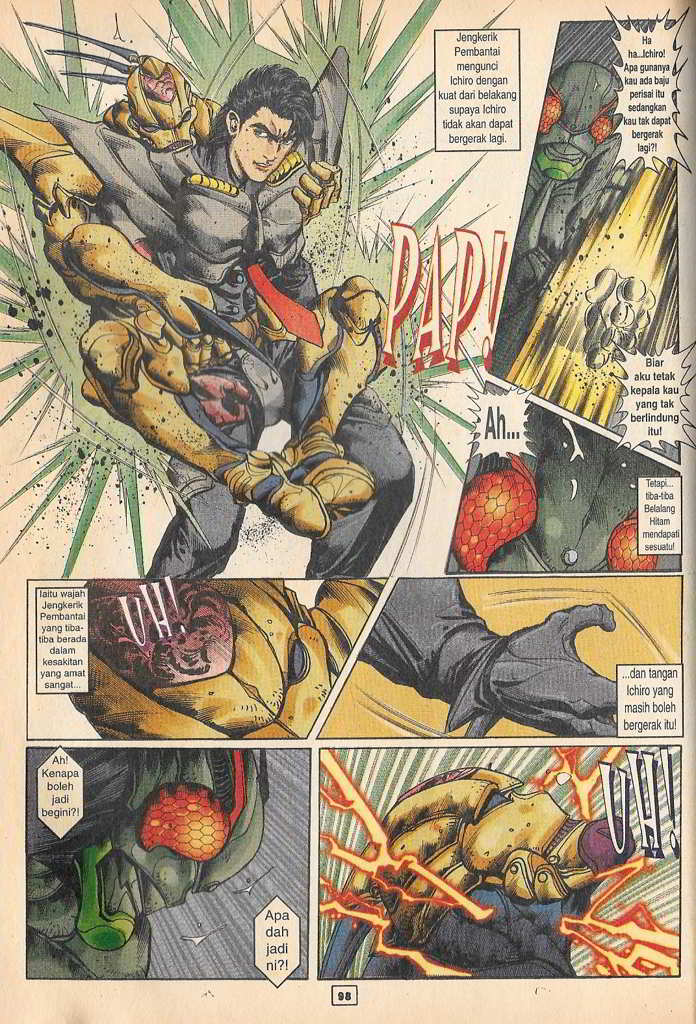 Jengkerik
Pembantai
mengunci
Ichiro dengan
kuat dari belakang
supaya Ichiro
tidak akan dapat
bergerak lagi.
Ha
ha...Ichiro!
Apa gunanya
kau ada baju
perisai itu
sedangkan
kau tak dapat
bergerak
lagi?!
PAP!
Biar
aku tetak
kepala kau
yang tak
berlindung
itu!
Ah...
Tetapi...
tiba-tiba
Belalang
Hitam
mendapati
sesuatu!
Iaitu wajah
Jengkerik
Pembantai
yang tiba-
tiba berada
dalam
kesakitan
yang amat
sangat...
UH!
...dan tangan
Ichiro yang
masih boleh
bergerak itu!
Ah!
Kenapa
boleh
jadi
begini?!
Apa
dah
jadi
ni?!
UH!
98